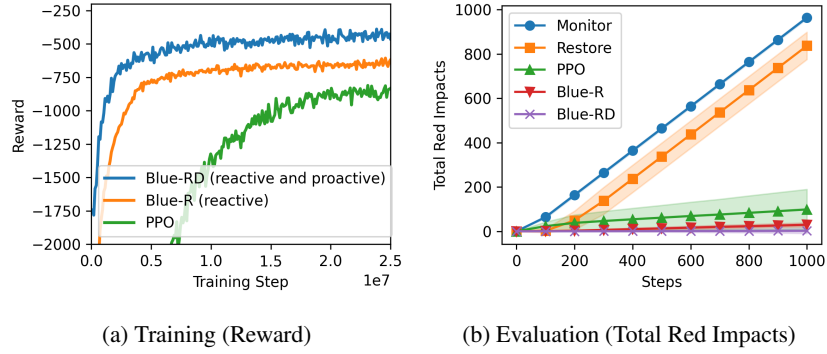 −250
−500
−750
−1000
−1250
−1500
−1750
−2000
Reward
Blue-RD (reactive and proactive)
Blue-R (reactive)
PPO
0.0 0.5 1.0 1.5 2.0 2.5
Training Step
1e7
(a) Training (Reward)
1000
800
600
400
200
0
Total Red Impacts
Monitor
Restore
PPO
Blue-R
Blue-RD
0 200 400 600 800 1000
Steps
(b) Evaluation (Total Red Impacts)